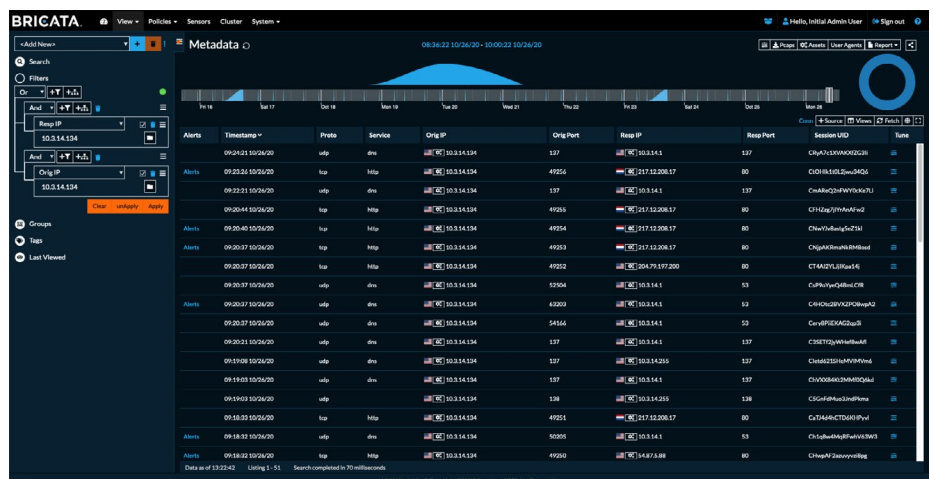 BRICATA. View Policies Sensors Cluster System Hello, Initial Admin User Sign out
<Add New> Metadata 08:36:22 10/26/20 - 10:00:22 10/26/20 Pcaps Assets User Agents Report
Search
Filters
Or
And
Resp IP
10.3.14.134
And
Orig IP
10.3.14.134
Clear unApply Apply
Groups
Tags
Last Viewed
Fri 16 Sat 17 Oct 18 Mon 19 Tue 20 Wed 21 Thu 22 Fri 23 Sat 24 Oct 25 Mon 26
+Source Views Fetch
Alerts Timestamp Proto Service Orig IP Orig Port Resp IP Resp Port Session UID Tune
09:24:21 10/26/20 udp dns 10.3.14.134 137 10.3.14.1 137
Alerts 09:23:26 10/26/20 tcp http 10.3.14.134 49256 217.12.208.17 80
09:22:21 10/26/20 udp dns 10.3.14.134 137 10.3.14.1 137
09:20:44 10/26/20 tcp http 10.3.14.134 49255 217.12.208.17 80
Alerts 09:20:40 10/26/20 tcp http 10.3.14.134 49254 217.12.208.17 80
Alerts 09:20:37 10/26/20 tcp http 10.3.14.134 49253 217.12.208.17 80
09:20:37 10/26/20 tcp http 10.3.14.134 49252 204.79.197.200 80
09:20:37 10/26/20 udp dns 10.3.14.134 52504 10.3.14.1 53
Alerts 09:20:37 10/26/20 udp dns 10.3.14.134 63203 10.3.14.1 53
09:20:37 10/26/20 udp dns 10.3.14.134 54166 10.3.14.1 53
09:20:21 10/26/20 udp dns 10.3.14.134 137 10.3.14.1 137
09:19:08 10/26/20 udp dns 10.3.14.134 137 10.3.14.255 137
09:19:03 10/26/20 udp dns 10.3.14.134 137 10.3.14.1 137
09:19:03 10/26/20 udp 10.3.14.134 138 10.3.14.255 138
09:18:33 10/26/20 tcp http 10.3.14.134 49251 217.12.208.17 80
Alerts 09:18:32 10/26/20 udp dns 10.3.14.134 50205 10.3.14.1 53
Alerts 09:18:32 10/26/20 tcp http 10.3.14.134 49250 54.87.5.88 80
Data as of 13:22:42 Listing 1 - 51 Search completed in 70 milliseconds